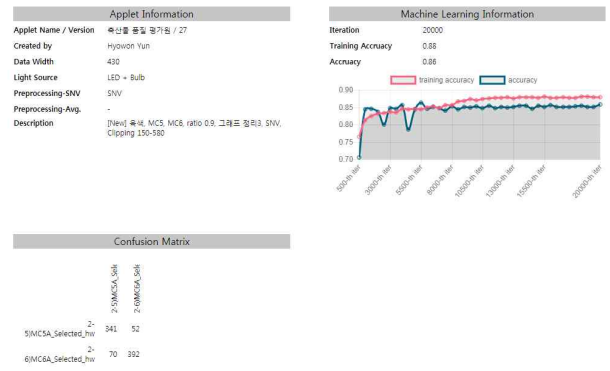 Applet Information
Applet Name / Version 축산물 품질 평가원 / 27
Created by Hyowon Yun
Data Width 430
Light Source LED + Bulb
Preprocessing-SNV SNV
Preprocessing-Avg. -
Description [New] 육색, MC5, MC6, ratio 0.9, 그래프 정리3, SNV,
Clipping 150-580
Machine Learning Information
Iteration 20000
Training Accruacy 0.88
Accruacy 0.86
training accuracy accuracy
0.90
0.85
0.80
0.75
0.70
500-th iter
3000-th iter
5500-th iter
8000-th iter
10500-th iter
13000-th iter
15500-th iter
20000-th iter
Confusion Matrix
2-5)MC5A_Sele
2-6)MC6A_Sele
2-
5)MC5A_Selected_hw 341 52
2-
6)MC6A_Selected_hw 70 392